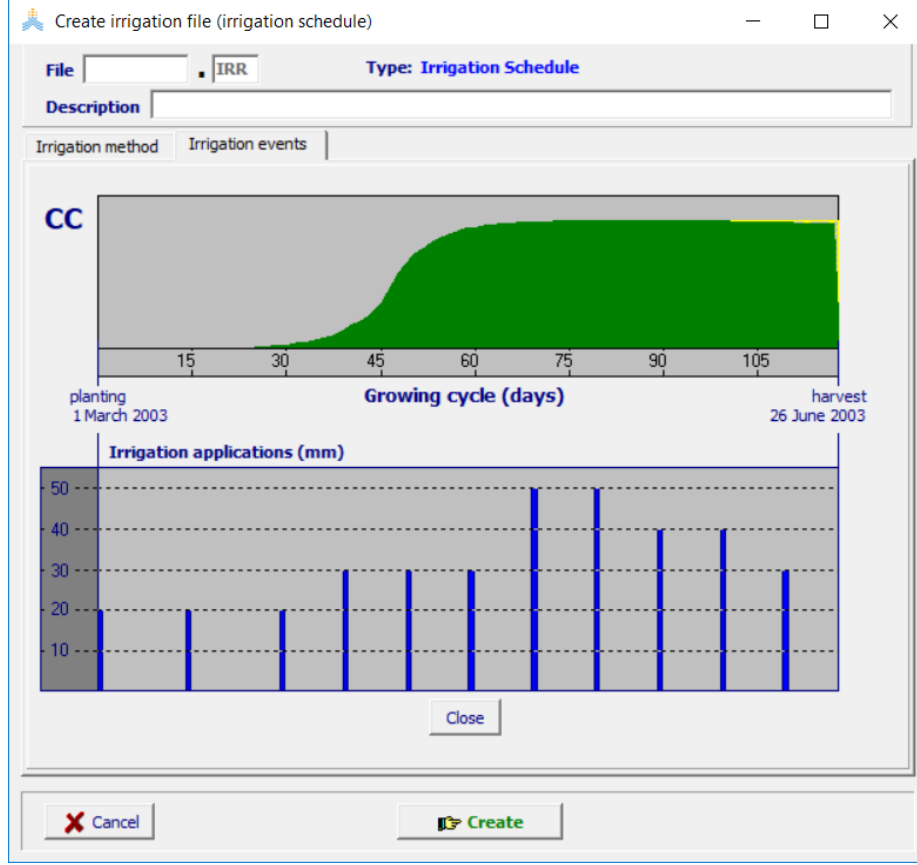 Create irrigation file (irrigation schedule)
File . IRR Type: Irrigation Schedule
Description
Irrigation method Irrigation events
CC
15 30 45 60 75 90 105
planting Growing cycle (days) harvest
1 March 2003 26 June 2003
Irrigation applications (mm)
50
40
30
20
10
Close
Cancel Create